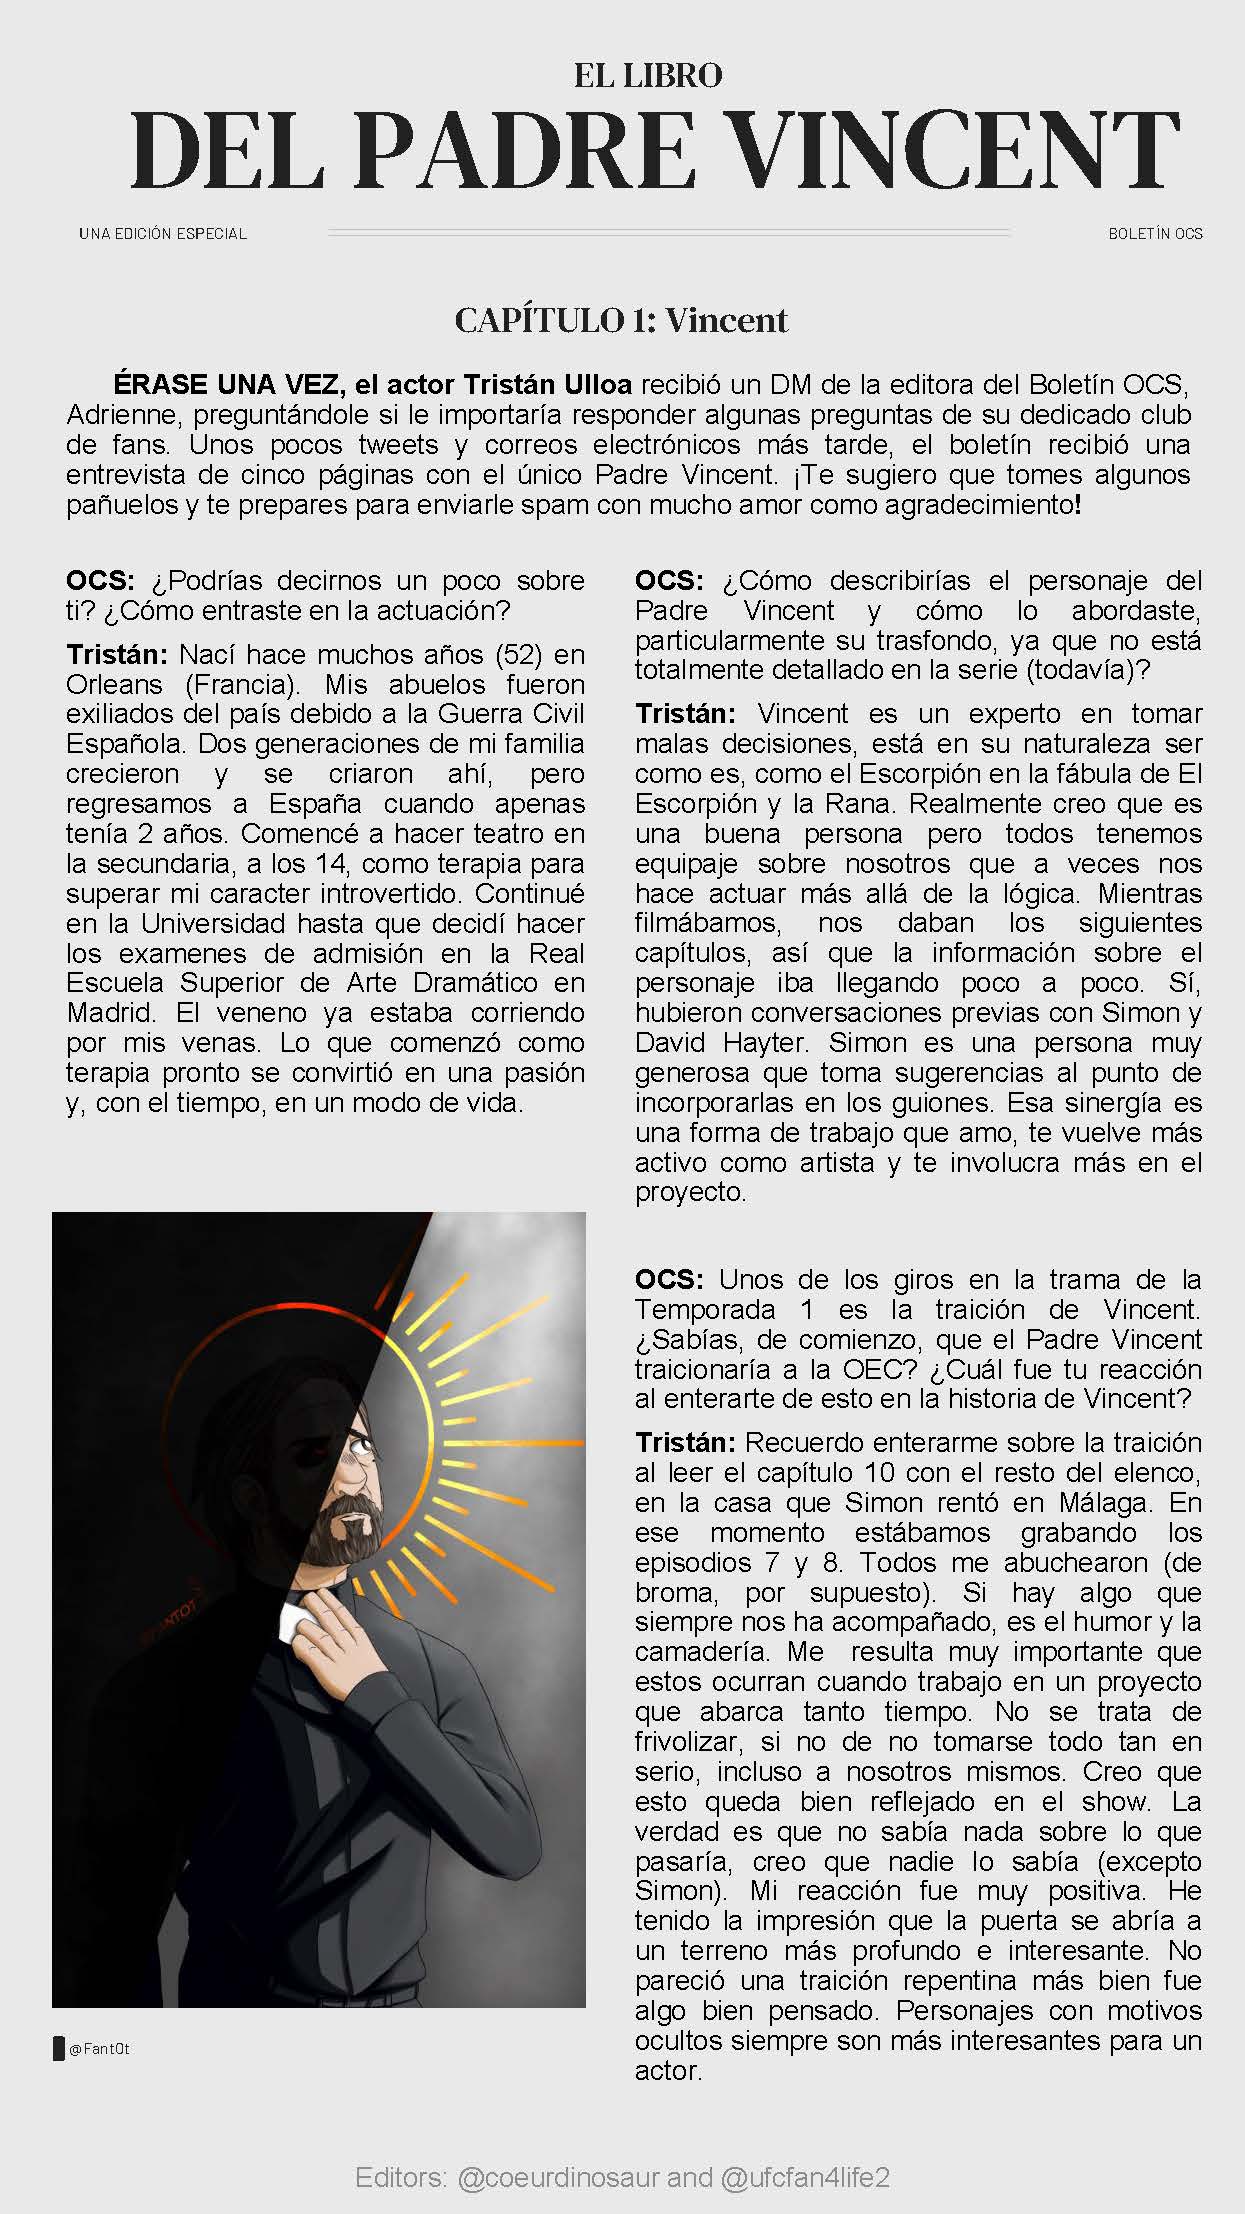 EL LIBRO
DEL PADRE VINCENT
UNA EDICIÓN ESPECIAL
BOLETÍN OCS
CAPÍTULO 1: Vincent
ÉRASE UNA VEZ, el actor Tristán Ulloa recibió un DM de la editora del Boletín OCS,
Adrienne, preguntándole si le importaría responder algunas preguntas de su dedicado club
de fans. Unos pocos tweets y correos electrónicos más tarde, el boletín recibió una
entrevista de cinco páginas con el único Padre Vincent. ¡Te sugiero que tomes algunos
pañuelos y te prepares para enviarle spam con mucho amor como agradecimiento!
OCS: ¿Podrías decirnos un poco sobre
ti? ¿Cómo entraste en la actuación?
Tristán: Nací hace muchos años (52) en
Orleans (Francia). Mis abuelos fueron
exiliados del país debido a la Guerra Civil
Española. Dos generaciones de mi familia
crecieron y se criaron ahí, pero
regresamos a España cuando apenas
tenía 2 años. Comencé a hacer teatro en
la secundaria, a los 14, como terapia para
superar mi caracter introvertido. Continué
en la Universidad hasta que decidí hacer
los examenes de admisión en la Real
Escuela Superior de Arte Dramático en
Madrid. El veneno ya estaba corriendo
por mis venas. Lo que comenzó como
terapia pronto se convirtió en una pasión
y, con el tiempo, en un modo de vida.
@Fant0t
OCS: ¿Cómo describirías el personaje del
Padre Vincent y cómo lo abordaste,
particularmente su trasfondo, ya que no está
totalmente detallado en la serie (todavía)?
Tristán: Vincent es un experto en tomar
malas decisiones, está en su naturaleza ser
como es, como el Escorpión en la fábula de El
Escorpión y la Rana. Realmente creo que es
una buena persona pero todos tenemos
equipaje sobre nosotros que a veces nos
hace actuar más allá de la lógica. Mientras
filmábamos, nos daban los siguientes
capítulos, así que la información sobre el
personaje iba llegando poco a poco. Sí,
hubieron conversaciones previas con Simon y
David Hayter. Simon es una persona muy
generosa que toma sugerencias al punto de
incorporarlas en los guiones. Esa sinergía es
una forma de trabajo que amo, te vuelve más
activo como artista y te involucra más en el
proyecto.
OCS: Unos de los giros en la trama de la
Temporada 1 es la traición de Vincent.
¿Sabías, de comienzo, que el Padre Vincent
traicionaría a la OEC? ¿Cuál fue tu reacción
al enterarte de esto en la historia de Vincent?
Tristán: Recuerdo enterarme sobre la traición
al leer el capítulo 10 con el resto del elenco,
en la casa que Simon rentó en Málaga. En
ese momento estábamos grabando los
episodios 7 y 8. Todos me abuchearon (de
broma, por supuesto). Si hay algo que
siempre nos ha acompañado, es el humor y la
camadería. Me resulta muy importante que
estos ocurran cuando trabajo en un proyecto
que abarca tanto tiempo. No se trata de
frivolizar, si no de no tomarse todo tan en
serio, incluso a nosotros mismos. Creo que
esto queda bien reflejado en el show. La
verdad es que no sabía nada sobre lo que
pasaría, creo que nadie lo sabía (excepto
Simon). Mi reacción fue muy positiva. He
tenido la impresión que la puerta se abría a
un terreno más profundo e interesante. No
pareció una traición repentina más bien fue
algo bien pensado. Personajes con motivos
ocultos siempre son más interesantes para un
actor.
Editors: @coeurdinosaur and @ufcfan4life2